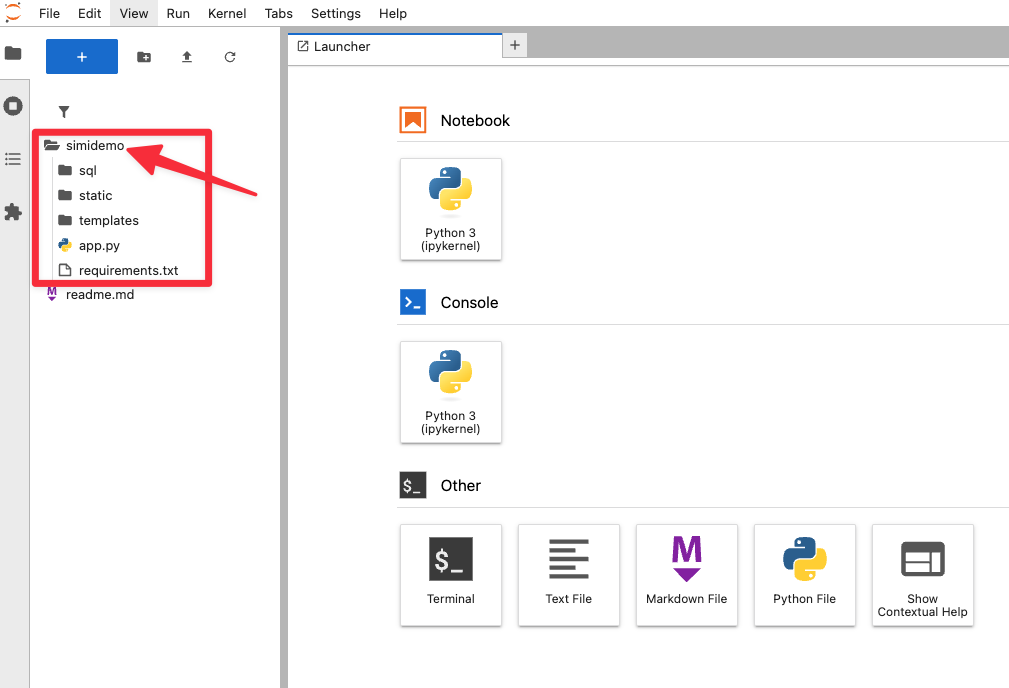 File Edit View Run Kernel Tabs Settings Help
+
Launcher
+
simidemo
sql
static
templates
app.py
requirements.txt
M readme.md
Notebook
Python 3
(ipykernel)
>_ Console
Python 3
(ipykernel)
$_ Other
$_
Terminal
Text File
M
Markdown File
Python File
Show
Contextual Help